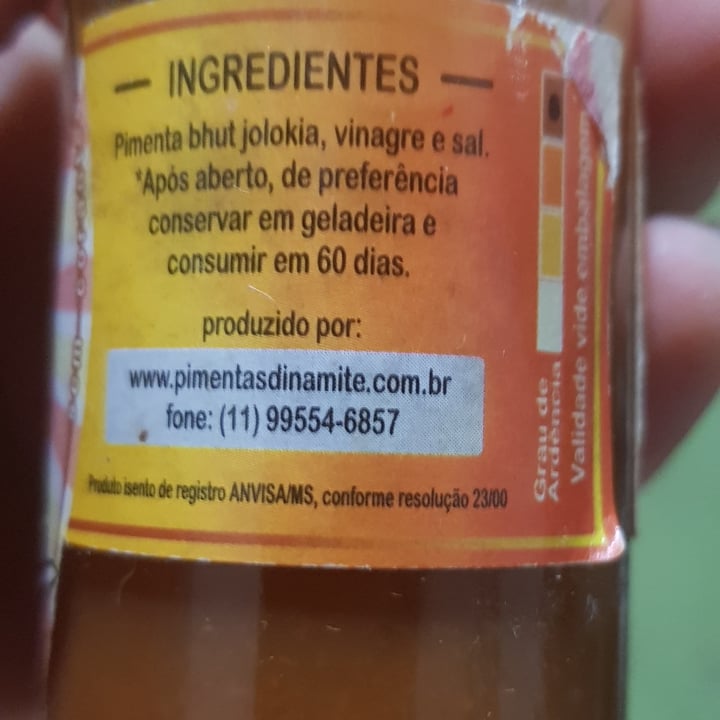 INGREDIENTES
Pimenta bhut jolokia, vinagre e sal.
*Após aberto, de preferência
conservar em geladeira e
consumir em 60 dias.
produzido por:
www.pimentasdinamite.com.br
fone: (11) 99554-6857
Produto isento de registro ANVISA/MS, conforme resolução 23/00
Grau de
Ardência
Validade vide embalagem